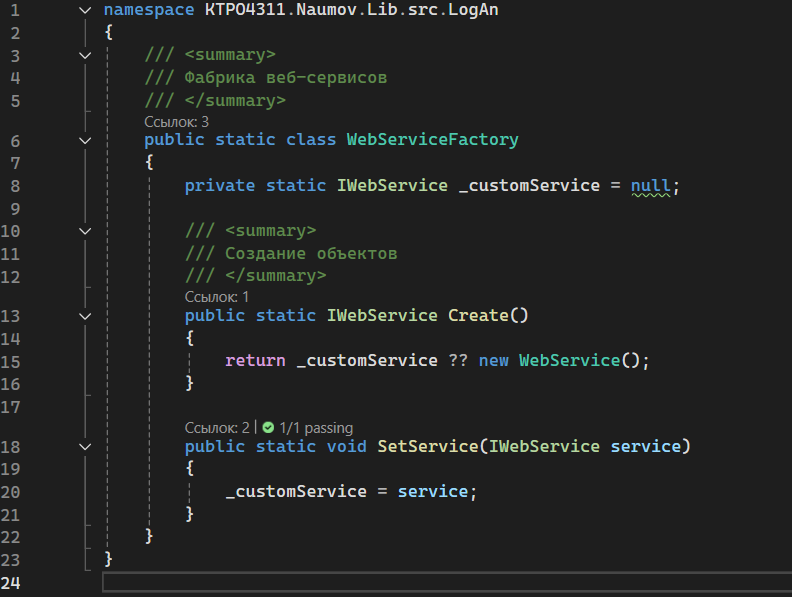 1 namespace KTPO4311.Naumov.Lib.src.LogAn
2 {
3 /// <summary>
4 /// Фабрика веб-сервисов
5 /// </summary>
Ссылок: 3
6 public static class WebServiceFactory
7 {
8 private static IWebService _customService = null;
9
10 /// <summary>
11 /// Создание объектов
12 /// </summary>
Ссылок: 1
13 public static IWebService Create()
14 {
15 return _customService ?? new WebService();
16 }
17
Ссылок: 2 | 1/1 passing
18 public static void SetService(IWebService service)
19 {
20 _customService = service;
21 }
22 }
23 }
24